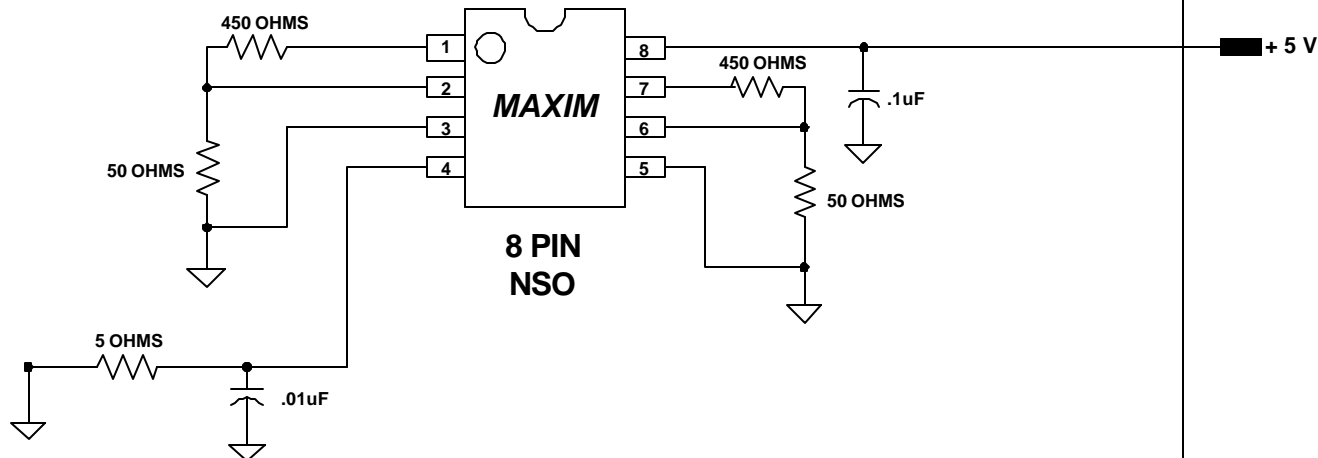 450 OHMS
1
8
+ 5 V
450 OHMS
2
7
MAXIM
.1uF
3
6
50 OHMS
4
5
50 OHMS
8 PIN
NSO
5 OHMS
.01uF